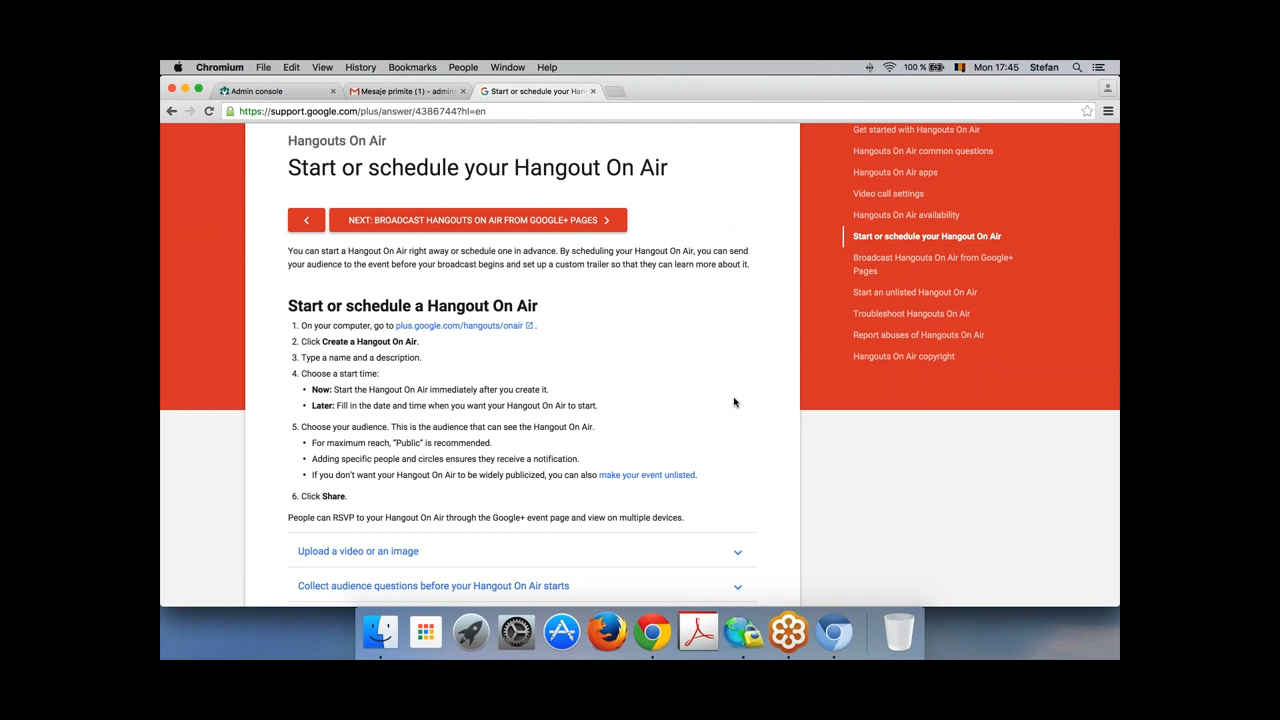 Chromium File Edit View History Bookmarks People Window Help 100 % Mon 17:45 Stefan
Admin console
Mesaje primite (1) - admin
Start or schedule your Han
https://support.google.com/plus/answer/4386744?hl=en
Hangouts On Air
Start or schedule your Hangout On Air
NEXT: BROADCAST HANGOUTS ON AIR FROM GOOGLE+ PAGES
You can start a Hangout On Air right away or schedule one in advance. By scheduling your Hangout On Air, you can send
your audience to the event before your broadcast begins and set up a custom trailer so that they can learn more about it.
Start or schedule a Hangout On Air
1. On your computer, go to plus.google.com/hangouts/onair .
2. Click Create a Hangout On Air.
3. Type a name and a description.
4. Choose a start time:
• Now: Start the Hangout On Air immediately after you create it.
• Later: Fill in the date and time when you want your Hangout On Air to start.
5. Choose your audience. This is the audience that can see the Hangout On Air.
• For maximum reach, “Public” is recommended.
• Adding specific people and circles ensures they receive a notification.
• If you don't want your Hangout On Air to be widely publicized, you can also make your event unlisted.
6. Click Share.
People can RSVP to your Hangout On Air through the Google+ event page and view on multiple devices.
Upload a video or an image
Collect audience questions before your Hangout On Air starts
Get started with Hangouts On Air
Hangouts On Air common questions
Hangouts On Air apps
Video call settings
Hangouts On Air availability
Start or schedule your Hangout On Air
Broadcast Hangouts On Air from Google+
Pages
Start an unlisted Hangout On Air
Troubleshoot Hangouts On Air
Report abuses of Hangouts On Air
Hangouts On Air copyright